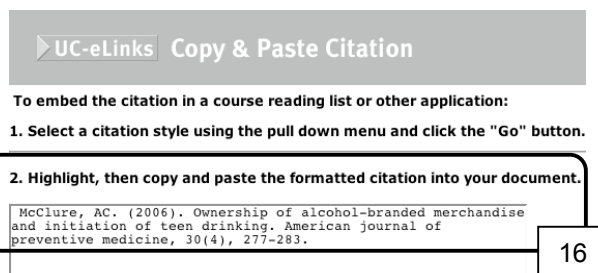 UC-eLinks Copy & Paste Citation
To embed the citation in a course reading list or other application:
1. Select a citation style using the pull down menu and click the "Go" button.
2. Highlight, then copy and paste the formatted citation into your document.
McClure, AC. (2006). Ownership of alcohol-branded merchandise
and initiation of teen drinking. American journal of
preventive medicine, 30(4), 277-283.
16